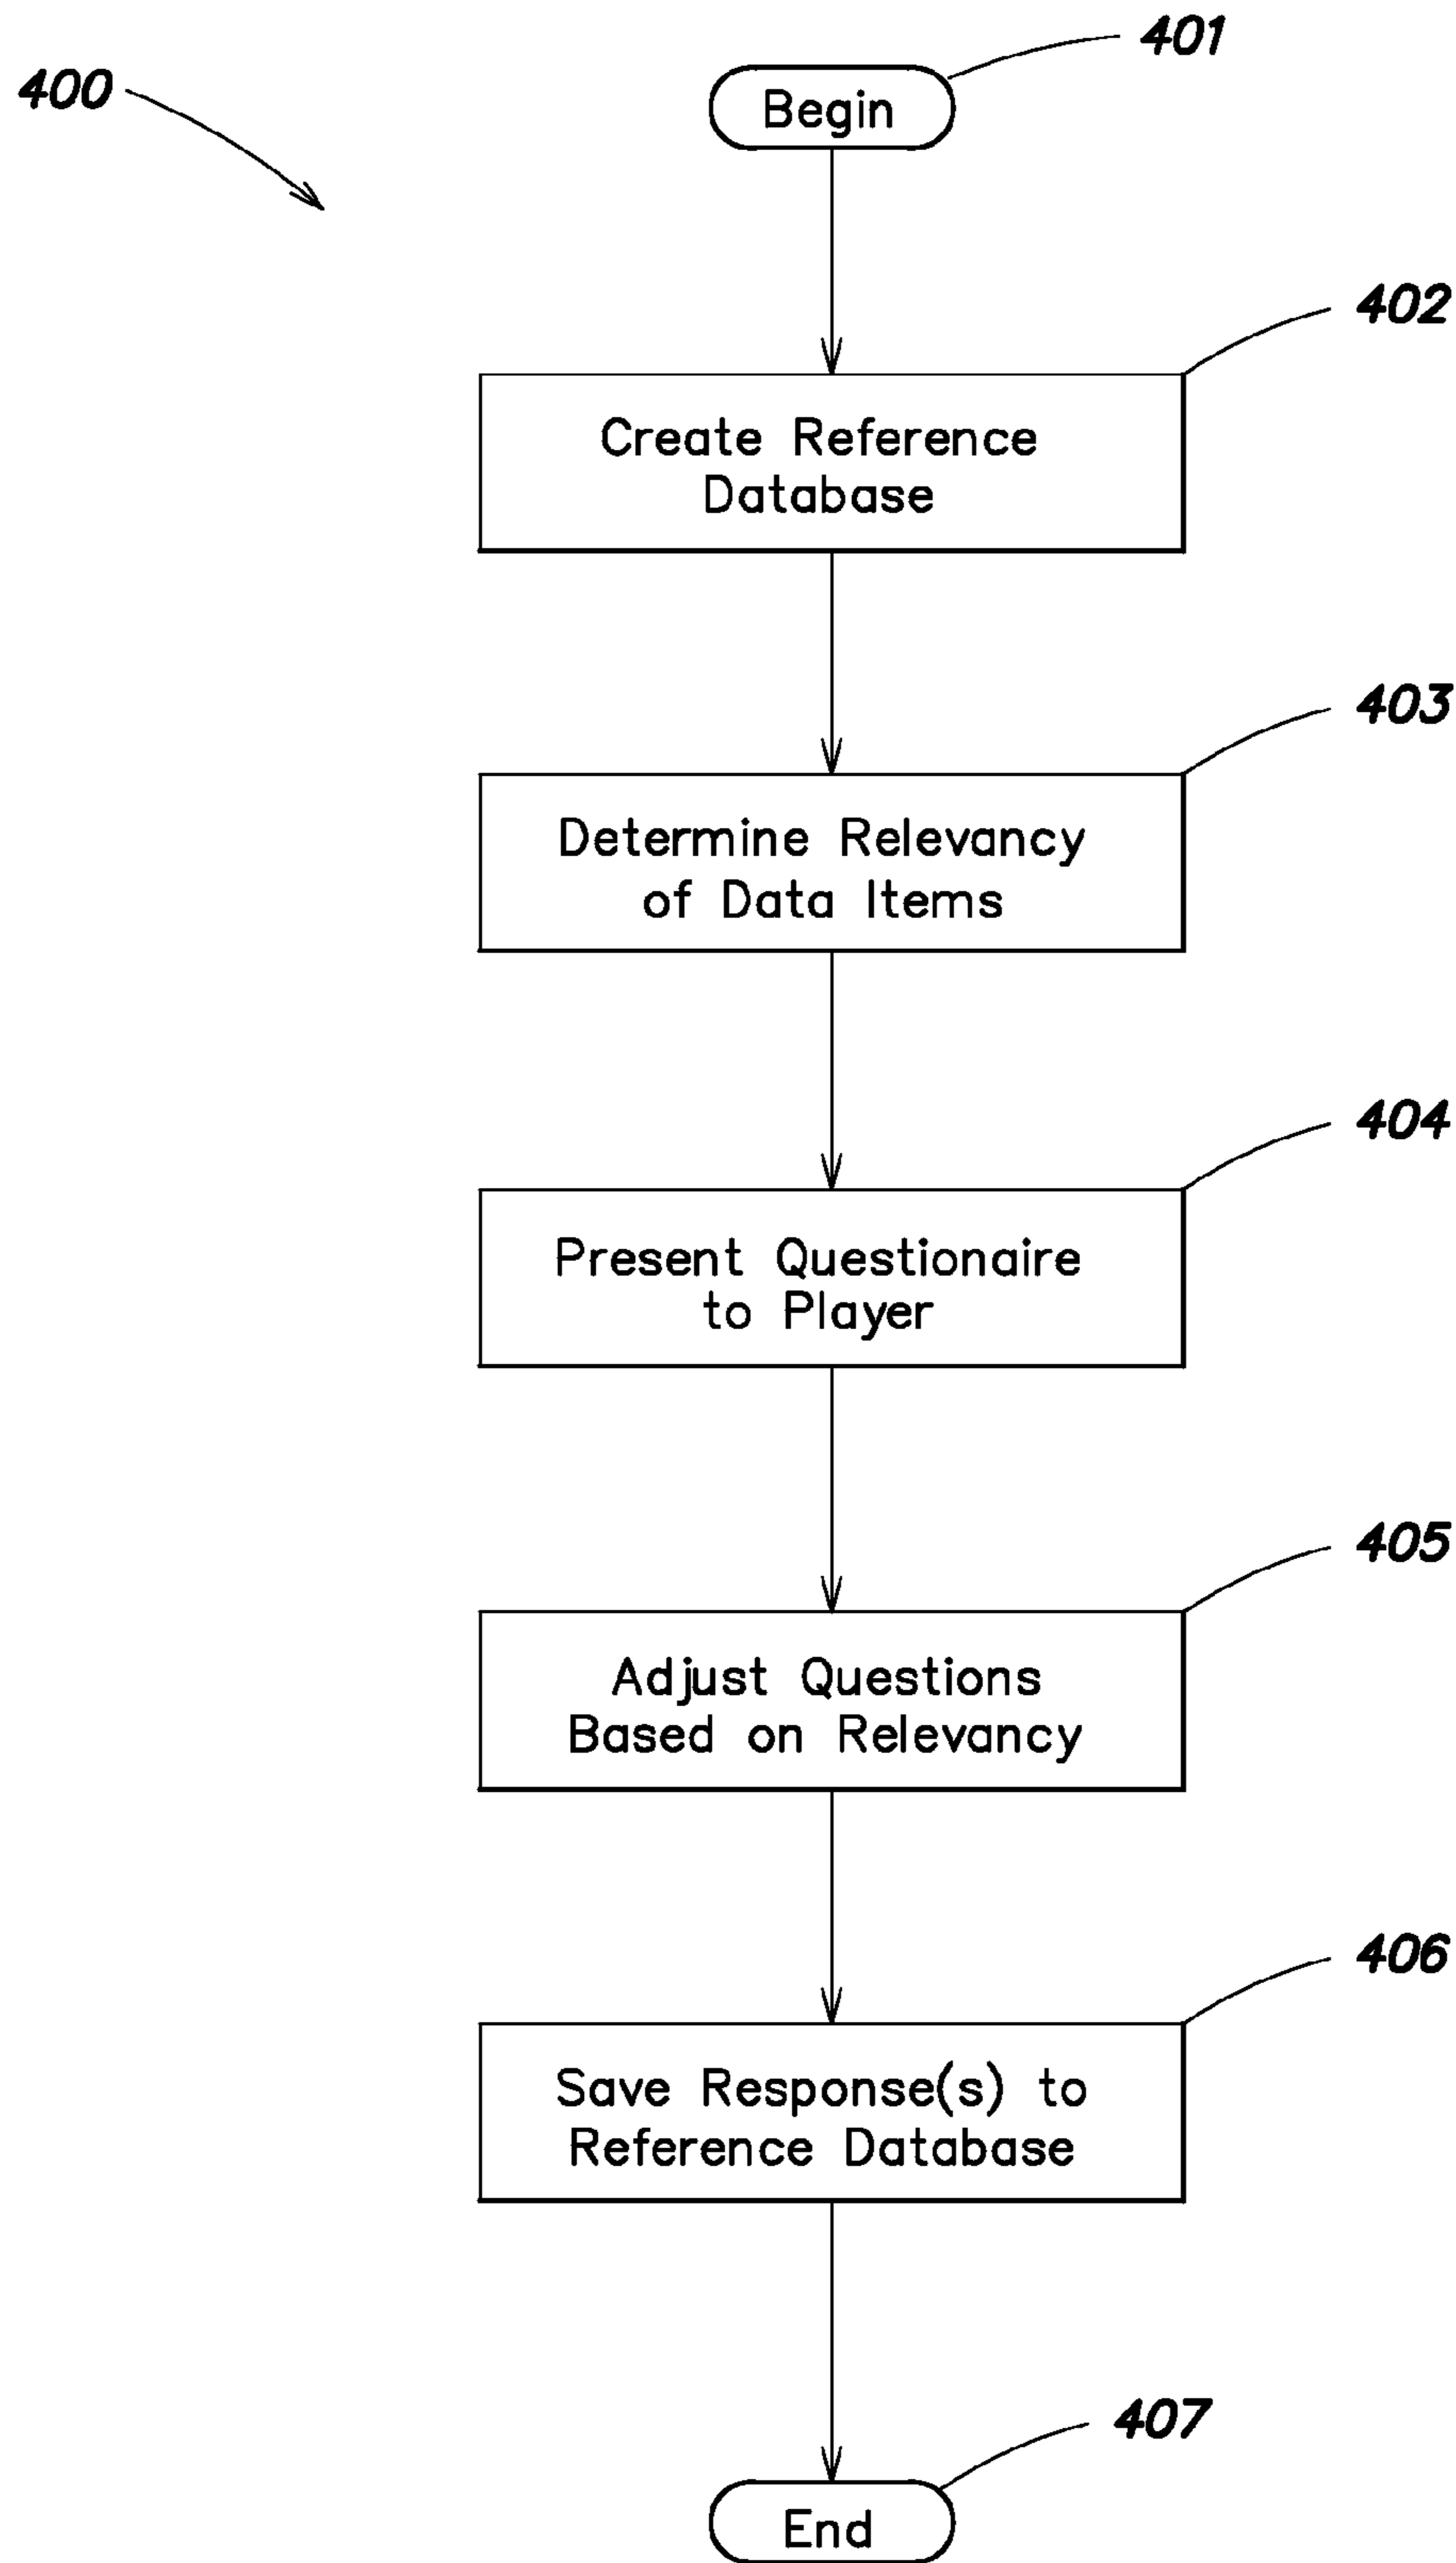 401
400
Begin
402
Create Reference
Database
403
Determine Relevancy
of Data Items
404
Present Questionaire
to Player
405
Adjust Questions
Based on Relevancy
406
Save Response(s) to
Reference Database
407
End